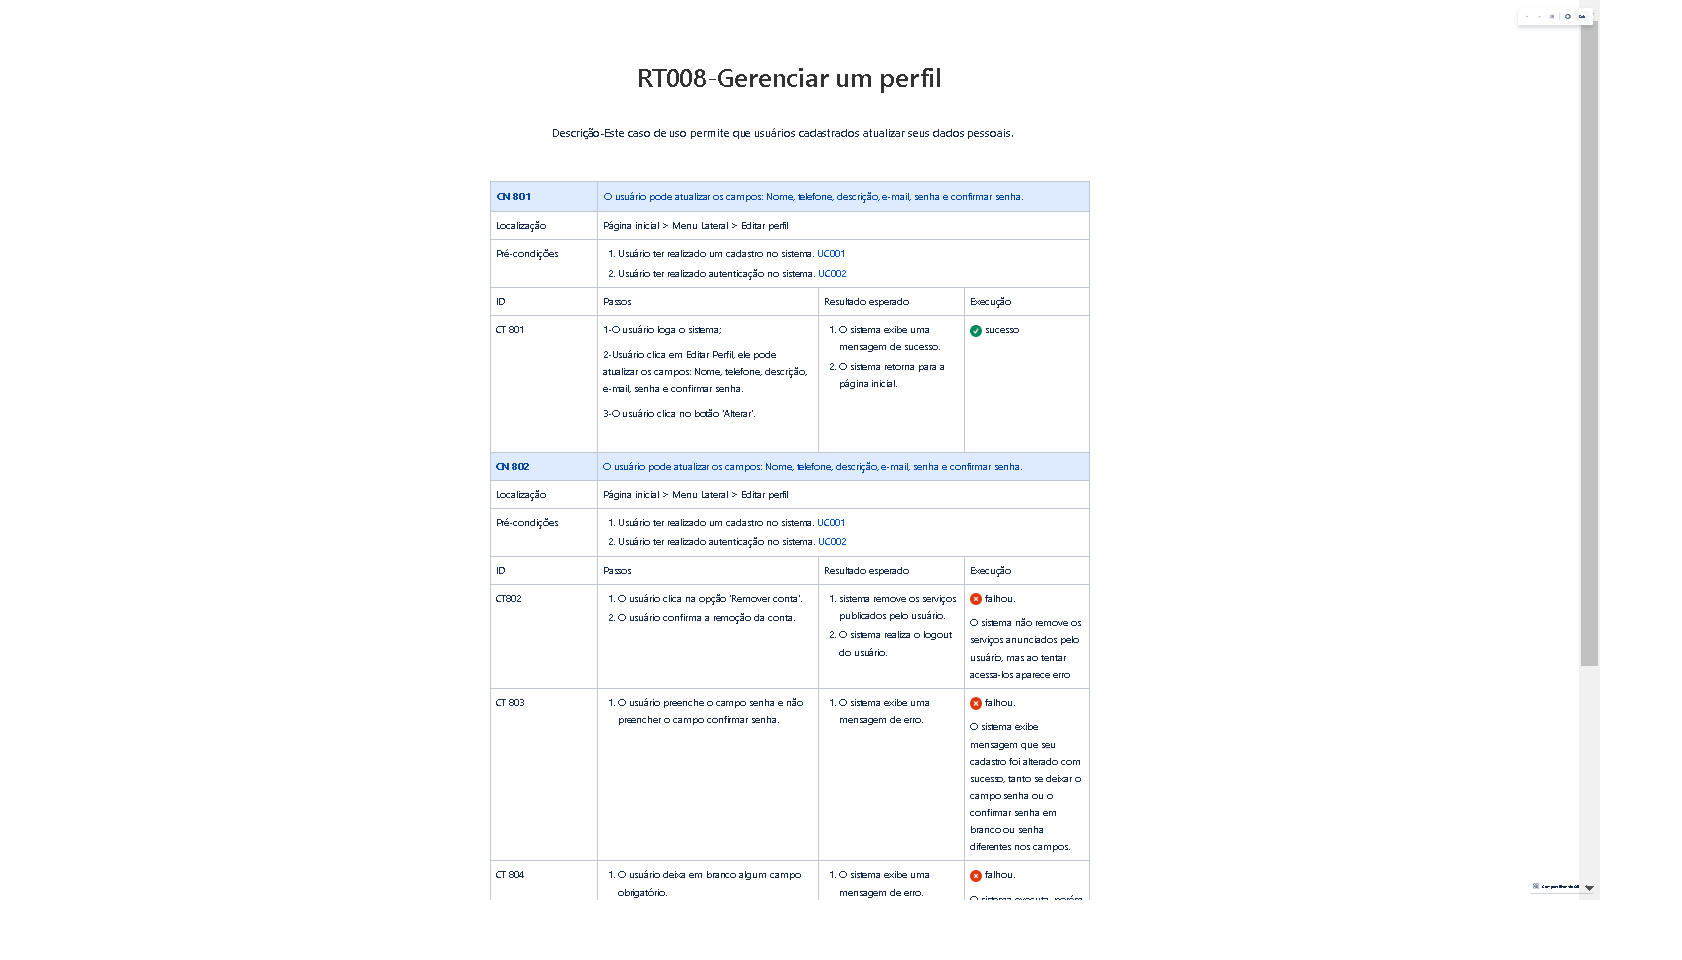 RT008-Gerenciar um perfil
Descrição-Este caso de uso permite que usuários cadastrados atualizar seus dados pessoais.
CN 801
O usuário pode atualizar os campos: Nome, telefone, descrição, e-mail, senha e confirmar senha.
Localização
Página inicial > Menu Lateral > Editar perfil
Pré-condições
1. Usuário ter realizado um cadastro no sistema. UC001
2. Usuário ter realizado autenticação no sistema. UC002
ID
Passos
Resultado esperado
Execução
CT 801
1-O usuário loga o sistema;
2-Usuário clica em Editar Perfil, ele pode
atualizar os campos: Nome, telefone, descrição,
e-mail, senha e confirmar senha.
3-O usuário clica no botão 'Alterar'.
1. O sistema exibe uma
mensagem de sucesso.
2. O sistema retorna para a
página inicial.
sucesso
CN 802
O usuário pode atualizar os campos: Nome, telefone, descrição, e-mail, senha e confirmar senha.
Localização
Página inicial > Menu Lateral > Editar perfil
Pré-condições
1. Usuário ter realizado um cadastro no sistema. UC001
2. Usuário ter realizado autenticação no sistema. UC002
ID
Passos
Resultado esperado
Execução
CT802
1. O usuário clica na opção 'Remover conta'.
2. O usuário confirma a remoção da conta.
1. sistema remove os serviços
publicados pelo usuário.
2. O sistema realiza o logout
do usuário.
falhou.
O sistema não remove os
serviços anunciados pelo
usuário, mas ao tentar
acessa-los aparece erro
CT 803
1. O usuário preenche o campo senha e não
preencher o campo confirmar senha.
1. O sistema exibe uma
mensagem de erro.
falhou.
O sistema exibe
mensagem que seu
cadastro foi alterado com
sucesso, tanto se deixar o
campo senha ou o
confirmar senha em
branco ou senha
diferentes nos campos.
CT 804
1. O usuário deixa em branco algum campo
obrigatório.
1. O sistema exibe uma
mensagem de erro.
falhou.
O sistema executa, porém